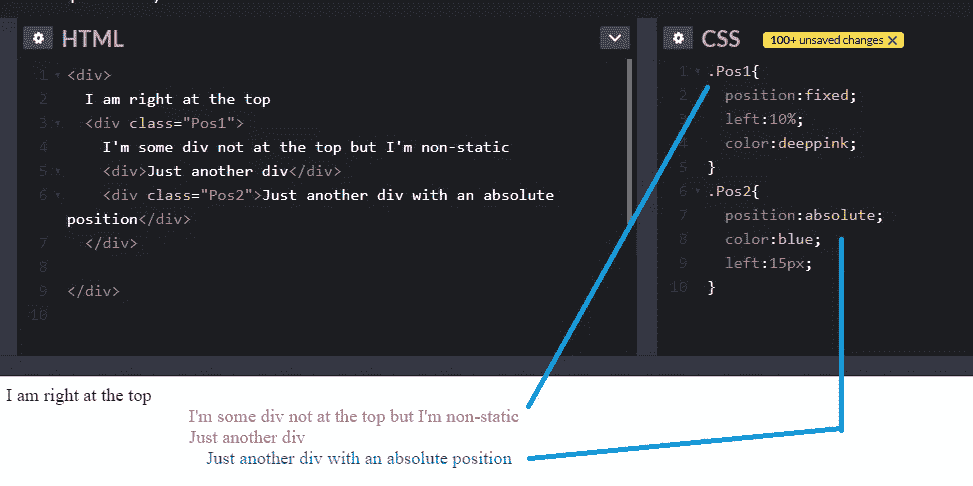 HTML
1 <div>
2 I am right at the top
3 <div class="Pos1">
4 I'm some div not at the top but I'm non-static
5 <div>Just another div</div>
6 <div class="Pos2">Just another div with an absolute
position</div>
7 </div>
8
9 </div>
10
CSS 100+ unsaved changes X
1 .Pos1{
2 position:fixed;
3 left:10%;
4 color:deeppink;
5 }
6 .Pos2{
7 position:absolute;
8 color:blue;
9 left:15px;
10 }
I am right at the top
I'm some div not at the top but I'm non-static
Just another div
Just another div with an absolute position